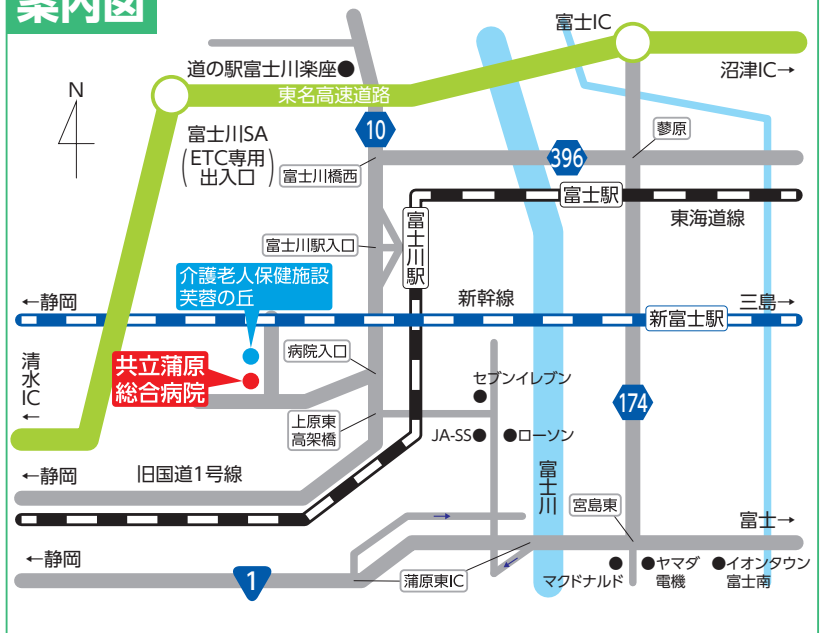 案内図
富士IC
道の駅富士川楽座
沼津IC→
東名高速道路
N
富士川SA
(ETC専用
出入口)
10
蓼原
396
富士川橋西
富士駅
東海道線
富士川駅
富士川駅入口
介護老人保健施設
芙蓉の丘
←静岡
新幹線
三島→
新富士駅
病院入口
共立蒲原
総合病院
清水IC
←
セブンイレブン
174
上原東
高架橋
JA-SS
ローソン
←静岡
旧国道1号線
富士川
宮島東
富士→
←静岡
1
蒲原東IC
マクドナルド
ヤマダ
電機
イオンタウン
富士南